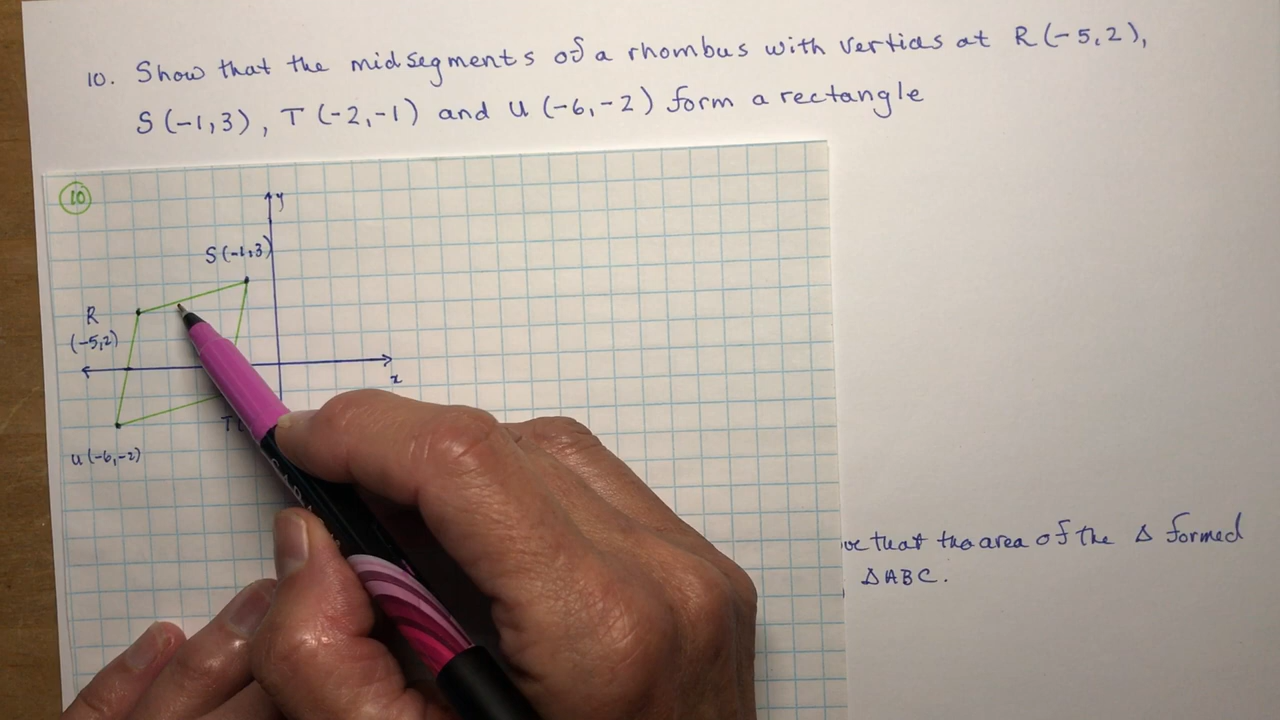 10. Show that the midsegments of a rhombus with vertices at R(-5,2),
S(-1,3), T(-2,-1) and U(-6,-2) form a rectangle
10
y
S(-1,3)
R
(-5,2)
x
T(
U(-6,-2)
that the area of the Δ formed
ΔABC.